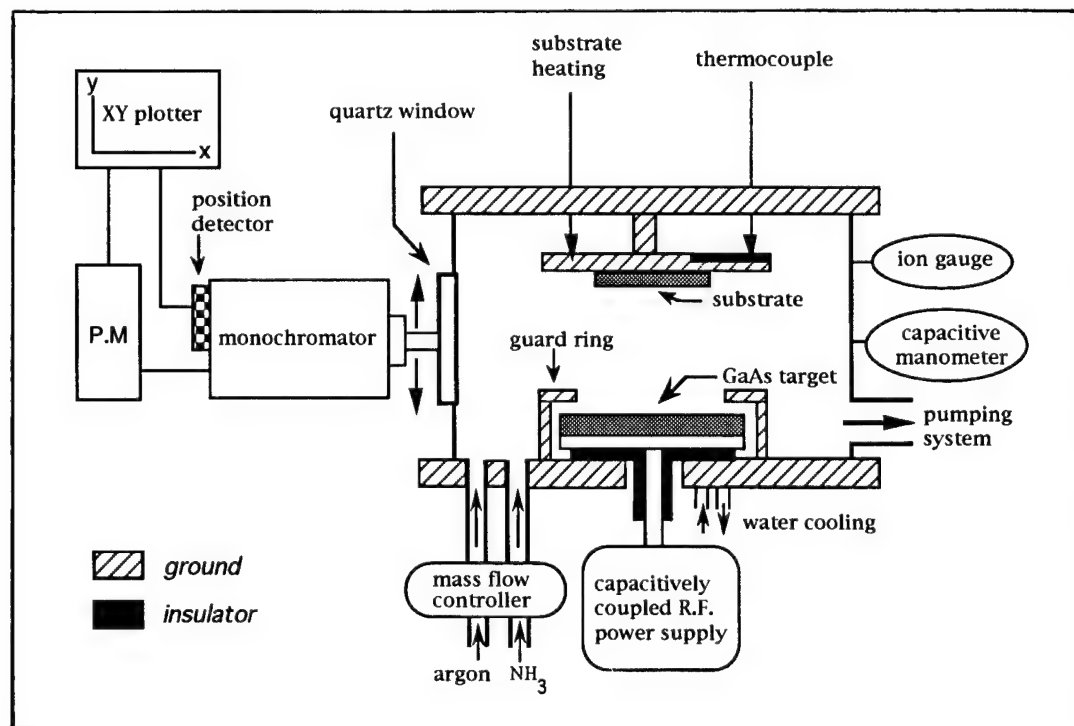 substrate
heating
thermocouple
y
XY plotter
x
quartz window
position
detector
ion gauge
P.M
monochromator
substrate
capacitive
manometer
guard ring
GaAs target
pumping
system
water cooling
ground
insulator
mass flow
controller
capacitively
coupled R.F.
power supply
argon
NH3